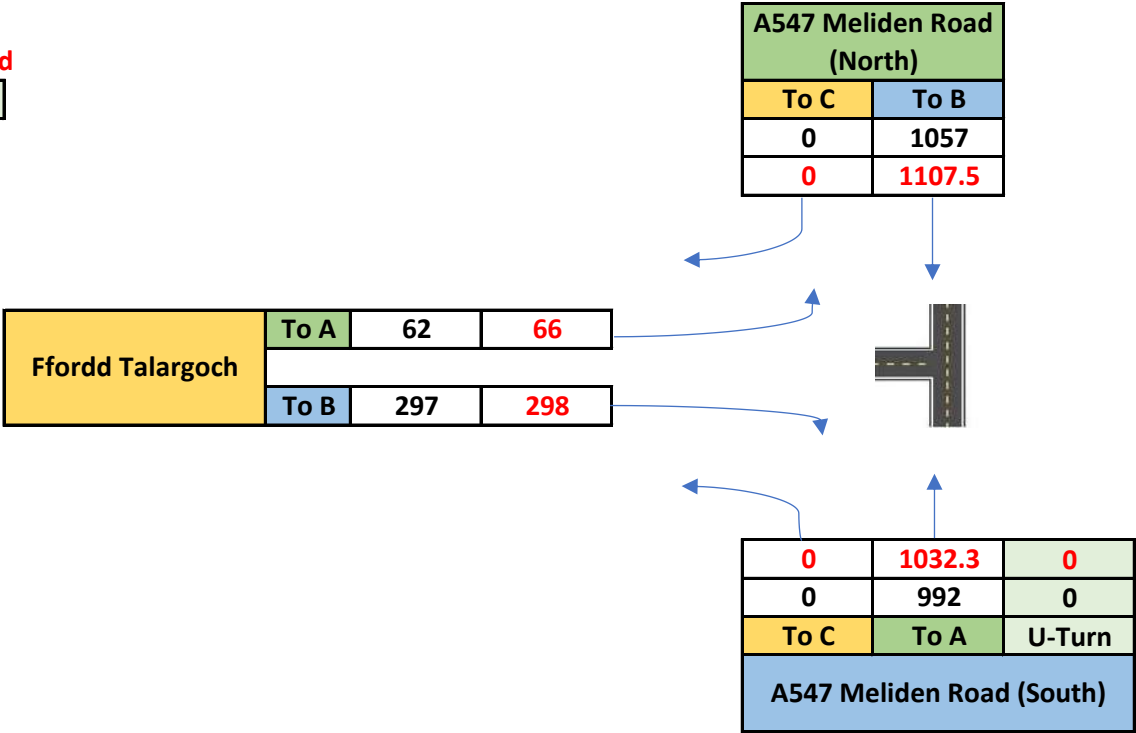 A547 Meliden Road
(North)
d
To C To B
0 1057
0 1107.5
Ffordd Talargoch
To A 62 66
To B 297 298
0 1032.3 0
0 992 0
To C To A U-Turn
A547 Meliden Road (South)